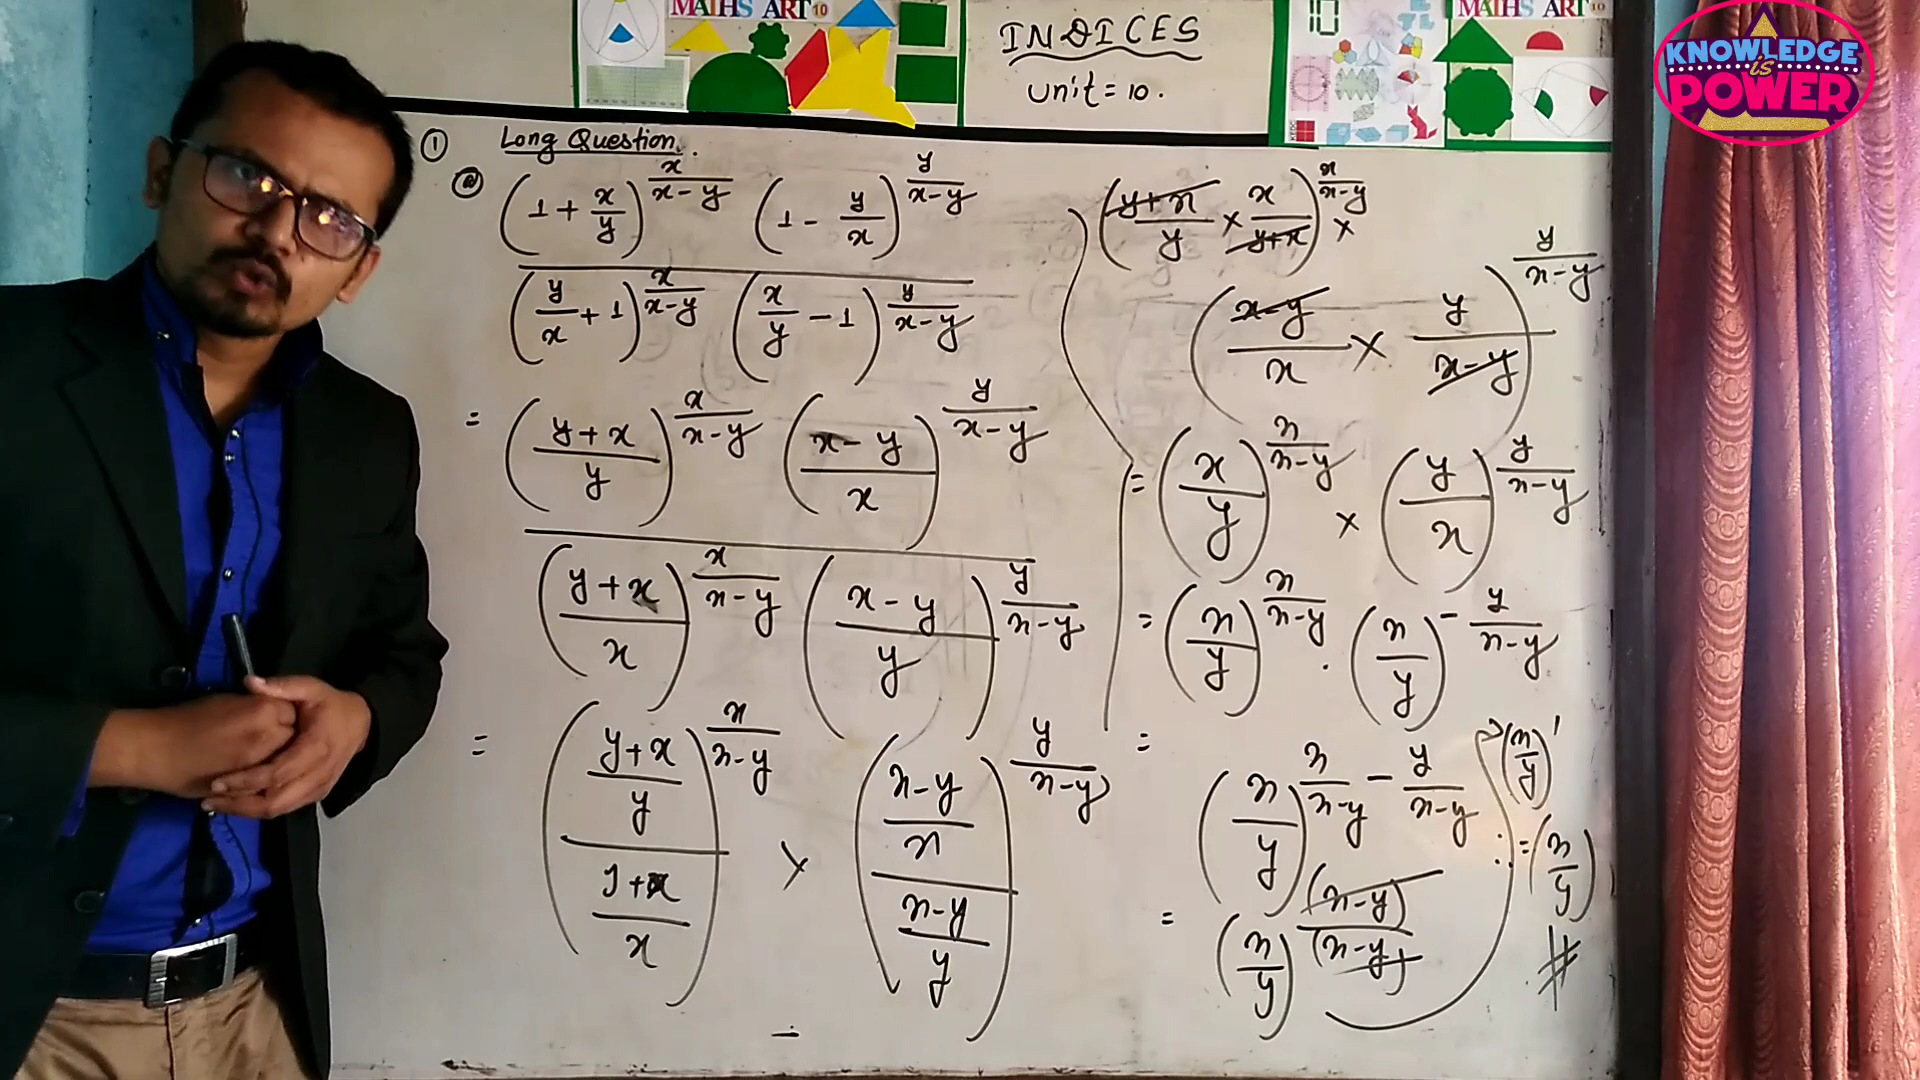 MATHS ART 10
INDICES
unit = 10.
10
MATHS ART 10
KNOWLEDGE
is
POWER
① Long Question.
ⓐ (1 + x/y)^(x/(x-y)) (1 - y/x)^(y/(x-y))
(y/x + 1)^(x/(x-y)) (x/y - 1)^(y/(x-y))
= ((y+x)/y)^(x/(x-y)) ((x-y)/x)^(y/(x-y))
((y+x)/x)^(x/(x-y)) ((x-y)/y)^(y/(x-y))
= (((y+x)/y)/((y+x)/x))^(x/(x-y)) × (((x-y)/x)/((x-y)/y))^(y/(x-y))
((y+x)/y × x/(y+x))^(x/(x-y)) ×
((x-y)/x × y/(x-y))^(y/(x-y))
= (x/y)^(x/(x-y)) × (y/x)^(y/(x-y))
= (x/y)^(x/(x-y)) . (x/y)^(-y/(x-y))
= (x/y)^(x/(x-y) - y/(x-y))
= (x/y)^((x-y)/(x-y))
(x/y)^1
∴ = (x/y)
#